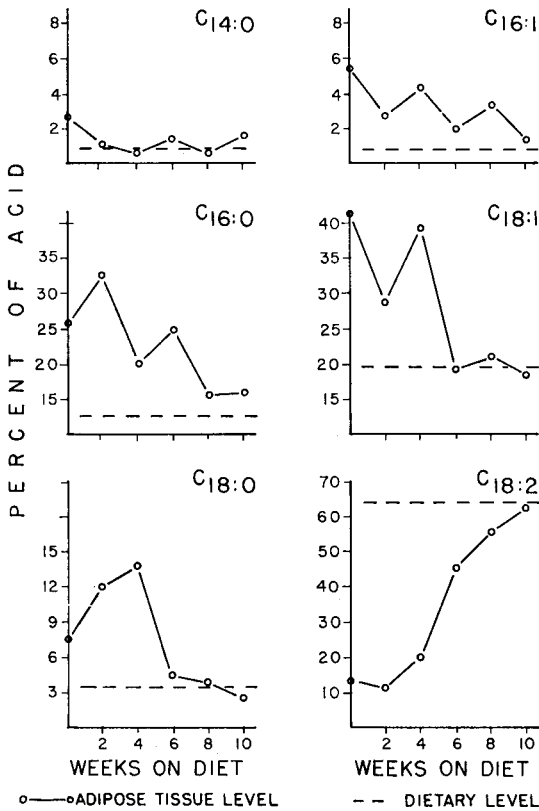 PERCENT OF ACID
C14:0
8
6
4
2
C16:1
8
6
4
2
C16:0
35
30
25
20
15
C18:1
40
35
30
25
20
15
C18:0
15
12
9
6
3
2 4 6 8 10
WEEKS ON DIET
C18:2
70
60
50
40
30
20
10
2 4 6 8 10
WEEKS ON DIET
ADIPOSE TISSUE LEVEL
DIETARY LEVEL